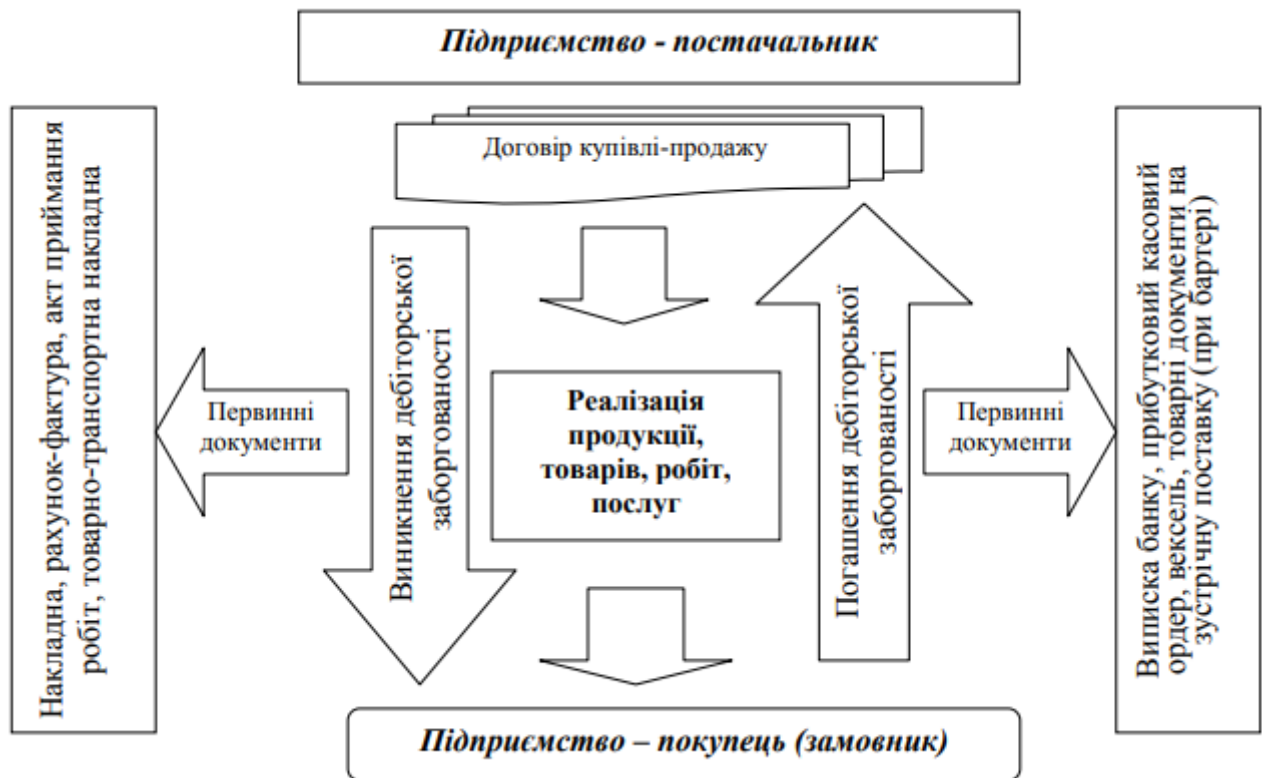 Підприємство - постачальник
Договір купівлі-продажу
Накладна, рахунок-фактура, акт приймання
робіт, товарно-транспортна накладна
Первинні
документи
Виникнення дебіторської
заборгованості
Реалізація
продукції,
товарів, робіт,
послуг
Погашення дебіторської
заборгованості
Первинні
документи
Виписка банку, прибутковий касовий
ордер, вексель, товарні документи на
зустрічну поставку (при бартері)
Підприємство – покупець (замовник)